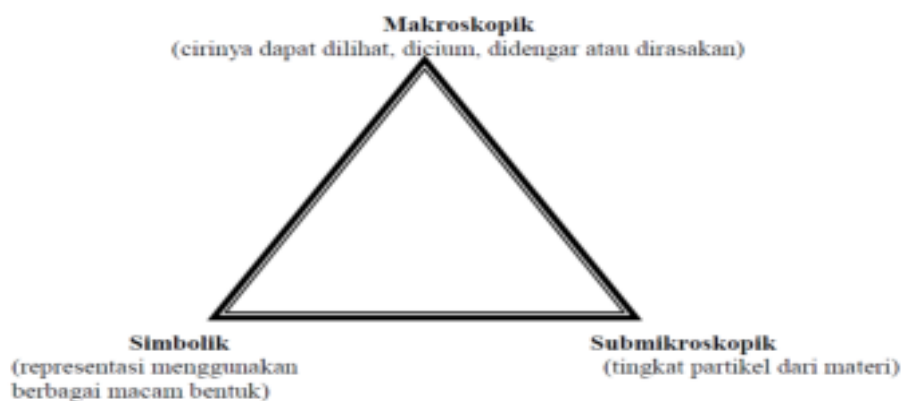 Makroskopik
(cirinya dapat dilihat, dicium, didengar atau dirasakan)
Simbolik
(representasi menggunakan
berbagai macam bentuk)
Submikroskopik
(tingkat partikel dari materi)